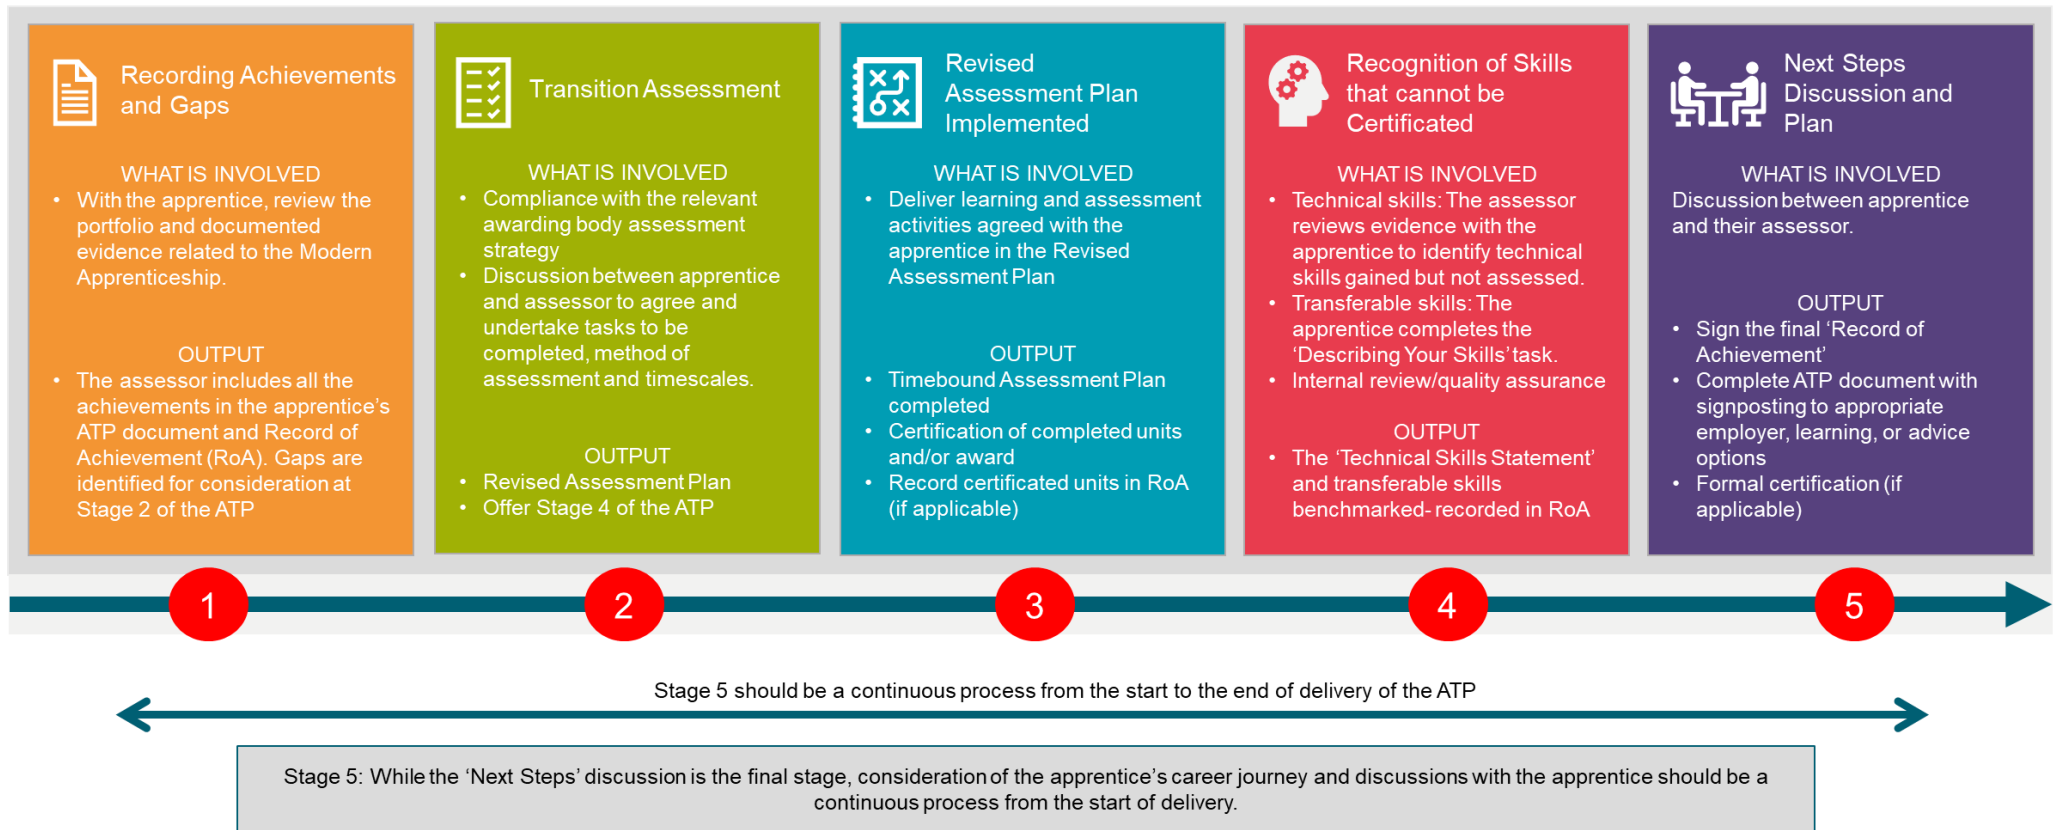 Recording Achievements
and Gaps
WHAT IS INVOLVED
• With the apprentice, review the
portfolio and documented
evidence related to the Modern
Apprenticeship.
OUTPUT
• The assessor includes all the
achievements in the apprentice's
ATP document and Record of
Achievement (RoA). Gaps are
identified for consideration at
Stage 2 of the ATP
Transition Assessment
WHAT IS INVOLVED
• Compliance with the relevant
awarding body assessment
strategy
• Discussion between apprentice
and assessor to agree and
undertake tasks to be
completed, method of
assessment and timescales.
OUTPUT
• Revised Assessment Plan
• Offer Stage 4 of the ATP
Revised
Assessment Plan
Implemented
WHAT IS INVOLVED
• Deliver learning and assessment
activities agreed with the
apprentice in the Revised
Assessment Plan
OUTPUT
• Timebound Assessment Plan
completed
• Certification of completed units
and/or award
• Record certificated units in RoA
(if applicable)
Recognition of Skills
that cannot be
Certificated
WHAT IS INVOLVED
• Technical skills: The assessor
reviews evidence with the
apprentice to identify technical
skills gained but not assessed.
• Transferable skills: The
apprentice completes the
‘Describing Your Skills’ task.
• Internal review/quality assurance
OUTPUT
• The ‘Technical Skills Statement’
and transferable skills
benchmarked- recorded in RoA
Next Steps
Discussion and
Plan
WHAT IS INVOLVED
Discussion between apprentice
and their assessor.
OUTPUT
• Sign the final ‘Record of
Achievement’
• Complete ATP document with
signposting to appropriate
employer, learning, or advice
options
• Formal certification (if
applicable)
1
2
3
4
5
Stage 5 should be a continuous process from the start to the end of delivery of the ATP
Stage 5: While the ‘Next Steps’ discussion is the final stage, consideration of the apprentice’s career journey and discussions with the apprentice should be a
continuous process from the start of delivery.